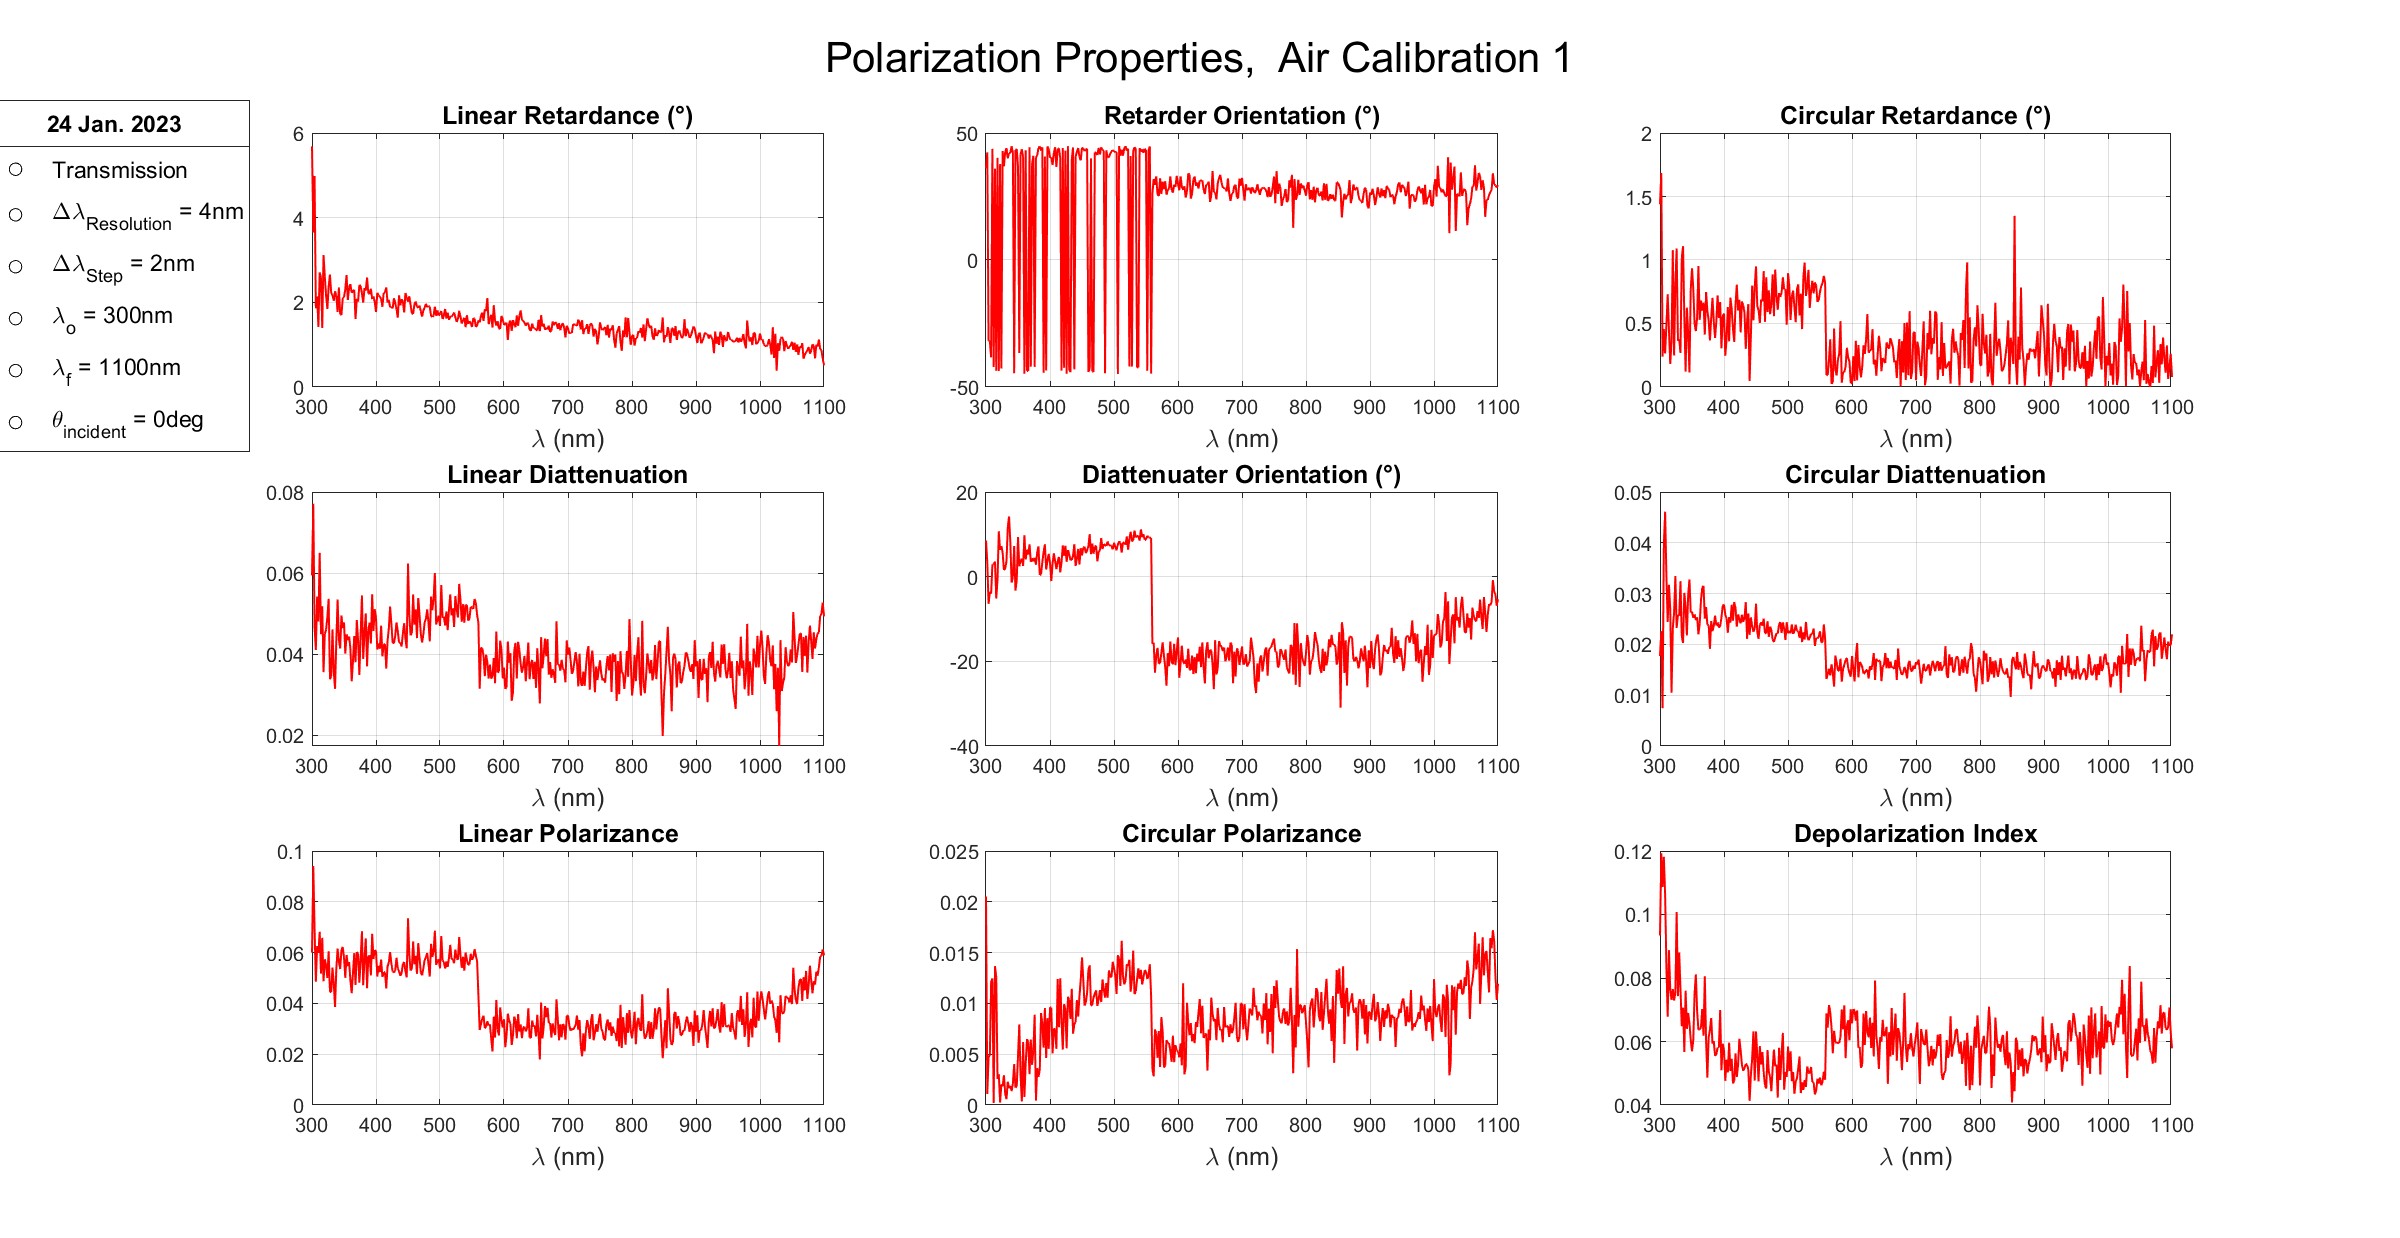 Polarization Properties,  Air Calibration 1
24 Jan. 2023
Transmission
Δλ_Resolution = 4nm
Δλ_Step = 2nm
λ_o = 300nm
λ_f = 1100nm
θ_incident = 0deg
Linear Retardance (°)
6
4
2
0
300 400 500 600 700 800 900 1000 1100
λ (nm)
Retarder Orientation (°)
50
0
-50
300 400 500 600 700 800 900 1000 1100
λ (nm)
Circular Retardance (°)
2
1.5
1
0.5
0
300 400 500 600 700 800 900 1000 1100
λ (nm)
Linear Diattenuation
0.08
0.06
0.04
0.02
300 400 500 600 700 800 900 1000 1100
λ (nm)
Diattenuater Orientation (°)
20
0
-20
-40
300 400 500 600 700 800 900 1000 1100
λ (nm)
Circular Diattenuation
0.05
0.04
0.03
0.02
0.01
0
300 400 500 600 700 800 900 1000 1100
λ (nm)
Linear Polarizance
0.1
0.08
0.06
0.04
0.02
0
300 400 500 600 700 800 900 1000 1100
λ (nm)
Circular Polarizance
0.025
0.02
0.015
0.01
0.005
0
300 400 500 600 700 800 900 1000 1100
λ (nm)
Depolarization Index
0.12
0.1
0.08
0.06
0.04
300 400 500 600 700 800 900 1000 1100
λ (nm)